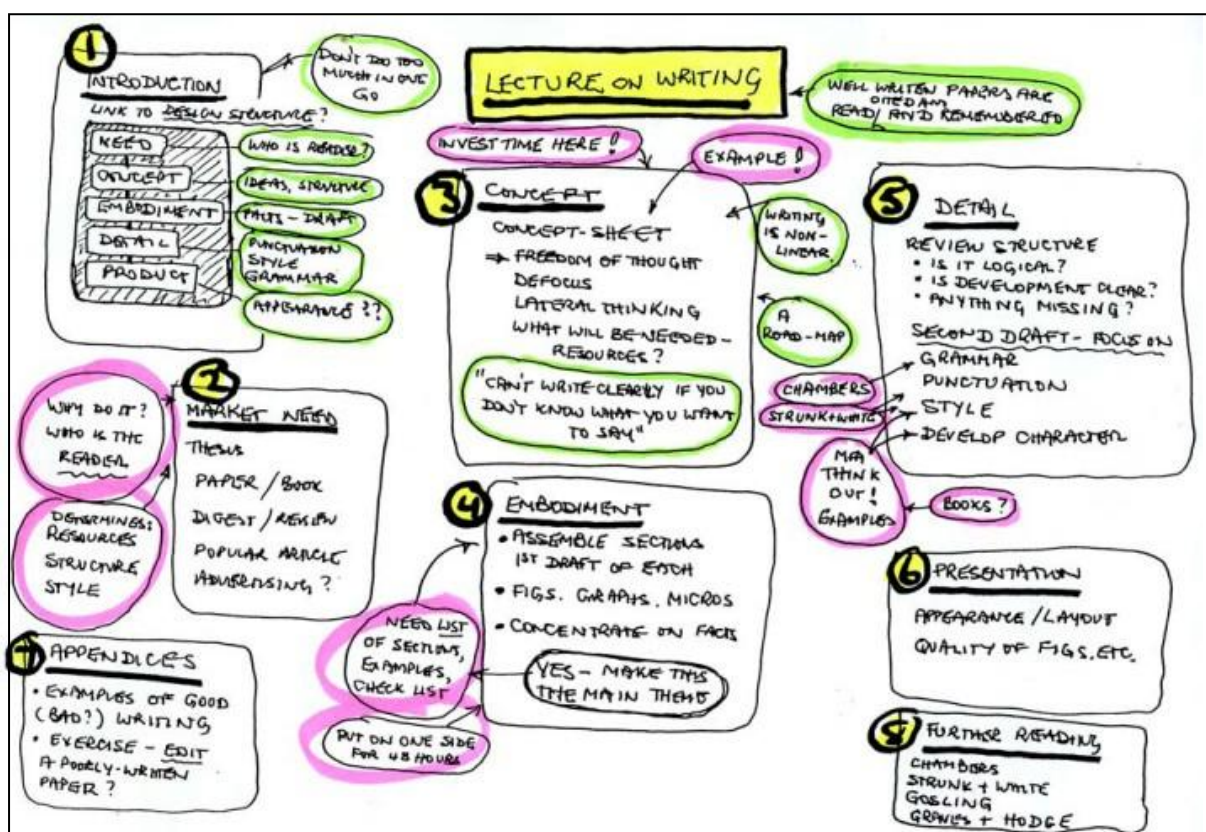 LECTURE ON WRITING
WELL WRITEN PAPERS ARE
READ, AND REMEMBERED
1
INTRODUCTION
LINK TO DESIGN STRUCTURE?
DON'T DO TOO
MUCH IN ONE
GO
NEED
WHO IS READER?
CONCEPT
IDEAS, STRUCTURE
EMBODIMENT
FACTS - DRAFT
DETAIL
PUNCTUATION
STYLE
GRAMMAR
PRODUCT
APPEARANCE??
2
MARKET NEED
THESIS
PAPER / BOOK
DIGEST / REVIEW
POPULAR ARTICLE
ADVERTISING ?
WHY DO IT?
WHO IS THE
READER
DETERMINES:
RESOURCES
STRUCTURE
STYLE
INVEST TIME HERE!
EXAMPLE!
3
CONCEPT
CONCEPT-SHEET
⇒ FREEDOM OF THOUGHT
DEFOCUS
LATERAL THINKING
WHAT WILL BE NEEDED -
RESOURCES?
"CAN'T WRITE CLEARLY IF YOU
DON'T KNOW WHAT YOU WANT
TO SAY"
WRITING
IS NON-
LINEAR.
A
ROAD-MAP
4
EMBODIMENT
• ASSEMBLE SECTIONS
1ST DRAFT OF EACH
• FIGS. GRAPHS. MICROS
• CONCENTRATE ON FACTS
YES - MAKE THIS
THE MAIN THEME
NEED LIST
OF SECTIONS,
EXAMPLES,
CHECK LIST
PUT ON ONE SIDE
FOR 48 HOURS
5
DETAIL
REVIEW STRUCTURE
• IS IT LOGICAL?
• IS DEVELOPMENT CLEAR?
• ANYTHING MISSING?
SECOND DRAFT - FOCUS ON
GRAMMAR
PUNCTUATION
STYLE
DEVELOP CHARACTER
CHAMBERS
STRUNK+WHITE
MFA
THINK
OUT!
EXAMPLES
BOOKS?
6
PRESENTATION
APPEARANCE / LAYOUT
QUALITY OF FIGS. ETC.
7
APPENDICES
• EXAMPLES OF GOOD
(BAD?) WRITING
• EXERCISE - EDIT
A POORLY-WRITTEN
PAPER?
8
FURTHER READING
CHAMBERS
STRUNK + WHITE
GOSLING
GRAVES + HODGE